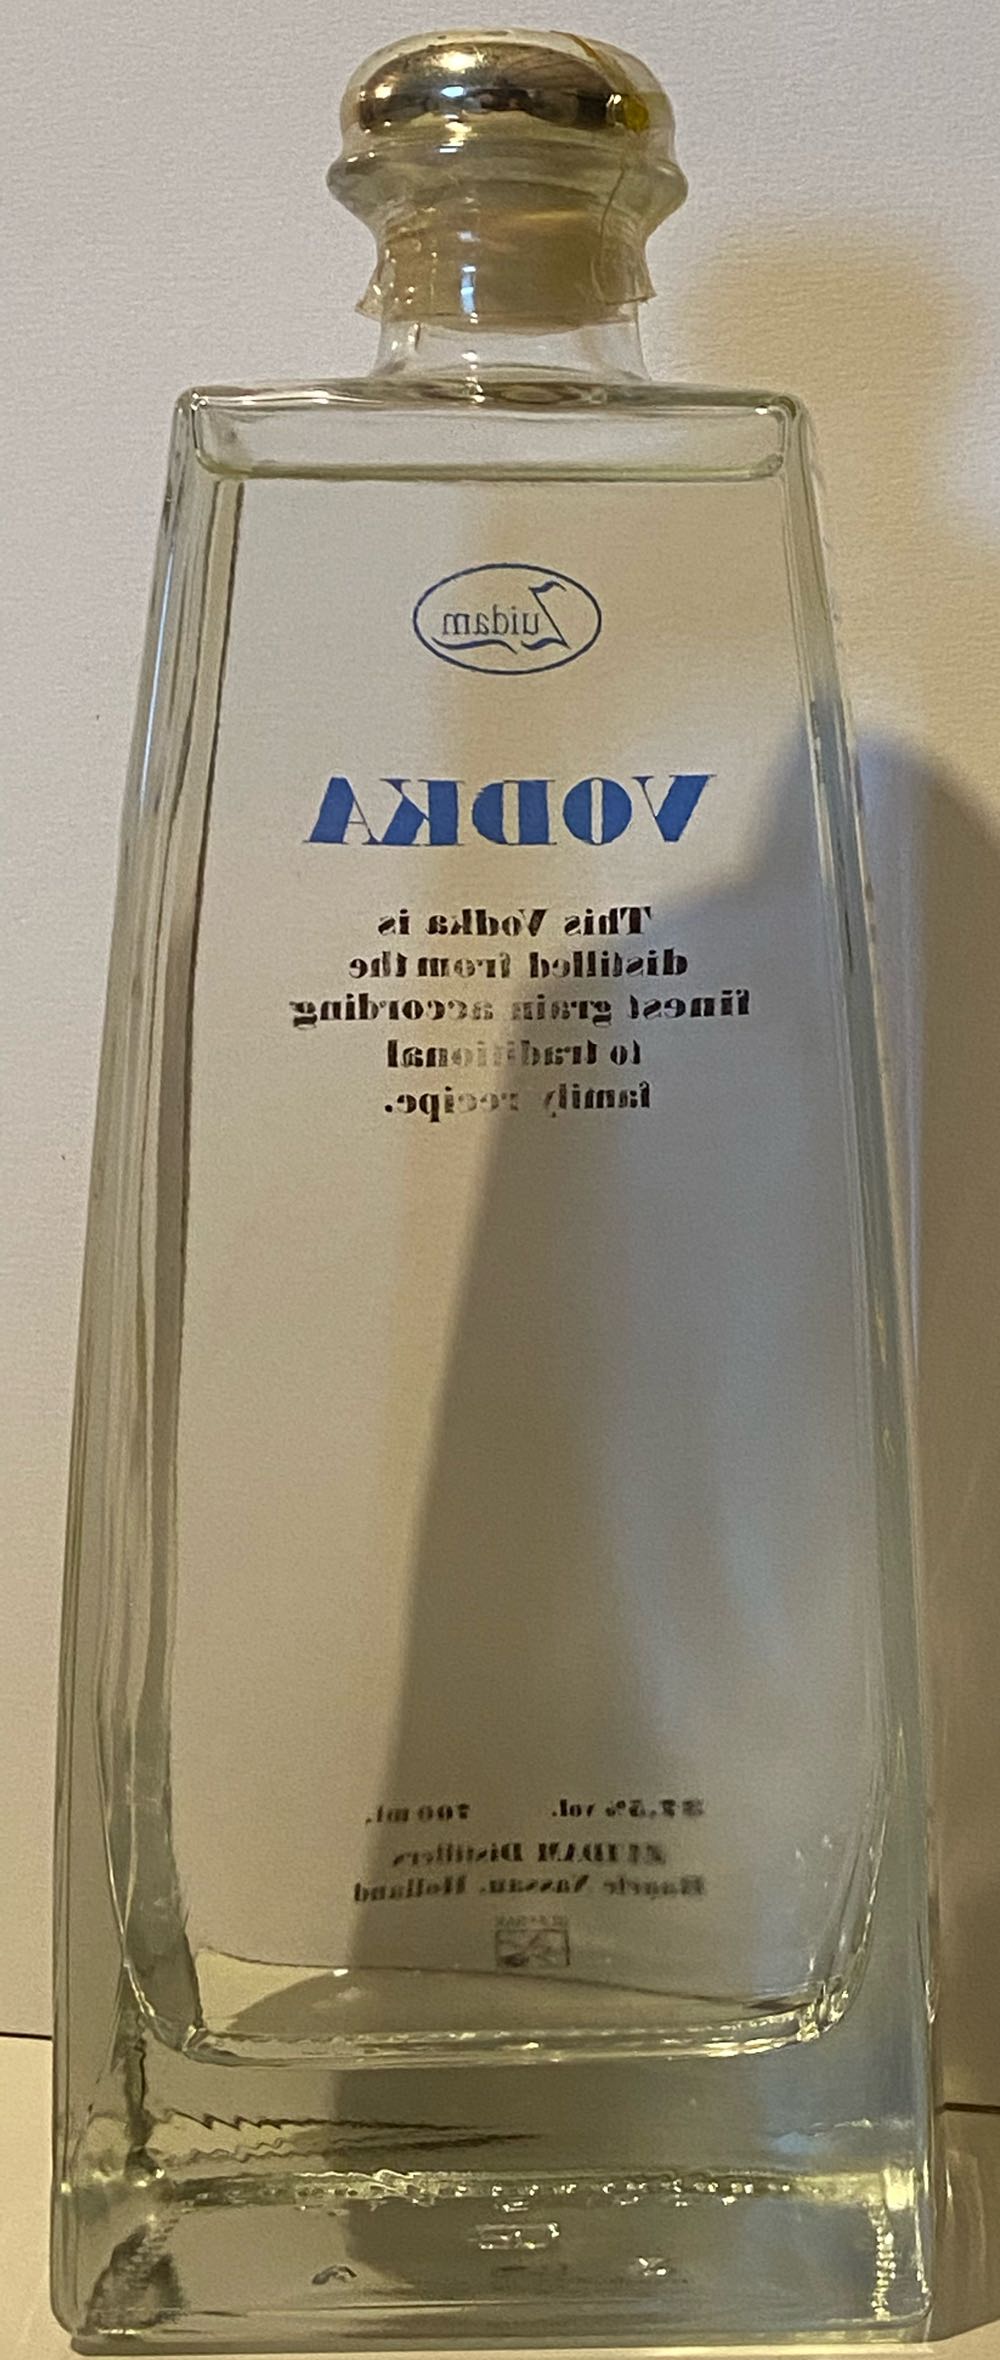 Zuidam
VODKA
This Vodka is
distilled from the
finest grain according
to traditional
family recipe.
37,5% vol. 700 ml.
ZUIDAM Distillers
Baarle Nassau. Holland